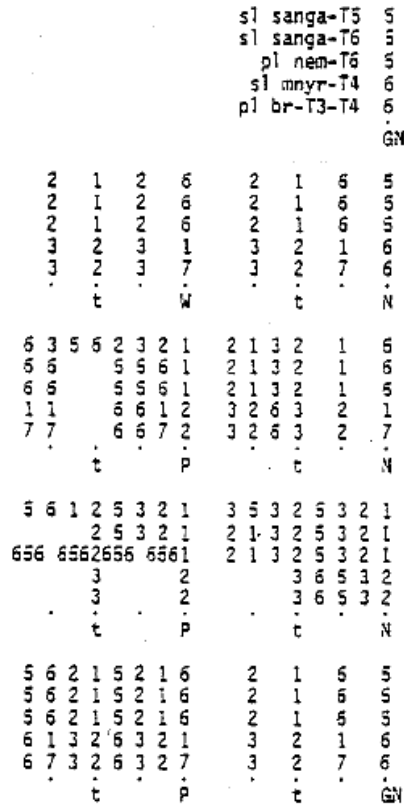 sl sanga-T5 5
sl sanga-T6 5
pl nem-T6 5
sl mnyr-T4 6
pl br-T3-T4 6
.
GN
2 1 2 6 2 1 6 5
2 1 2 6 2 1 6 5
2 1 2 6 2 1 6 5
3 2 3 1 3 2 1 6
3 2 3 7 3 2 7 6
. . . . . . . .
t W t N
6 3 5 6 2 3 2 1 2 1 3 2 1 6
6 6 5 5 6 1 2 1 3 2 1 6
6 6 5 5 6 1 2 1 3 2 1 6
1 1 6 6 1 2 3 2 6 3 2 1
7 7 6 6 7 2 3 2 6 3 2 7
. . . . . . . .
t P t N
5 6 1 2 5 3 2 1 3 5 3 2 5 3 2 1
2 5 3 2 1 2 1 3 2 5 3 2 1
656 6562656 6561 2 1 3 2 5 3 2 1
3 2 3 6 5 3 2
3 2 3 6 5 3 2
. . . . . . . .
t P t N
5 6 2 1 5 2 1 6 2 1 6 5
5 6 2 1 5 2 1 6 2 1 6 5
5 6 2 1 5 2 1 6 2 1 6 5
6 1 3 2 6 3 2 1 3 2 1 6
6 7 3 2 6 3 2 7 3 2 7 6
. . . . . . . .
t P t GN